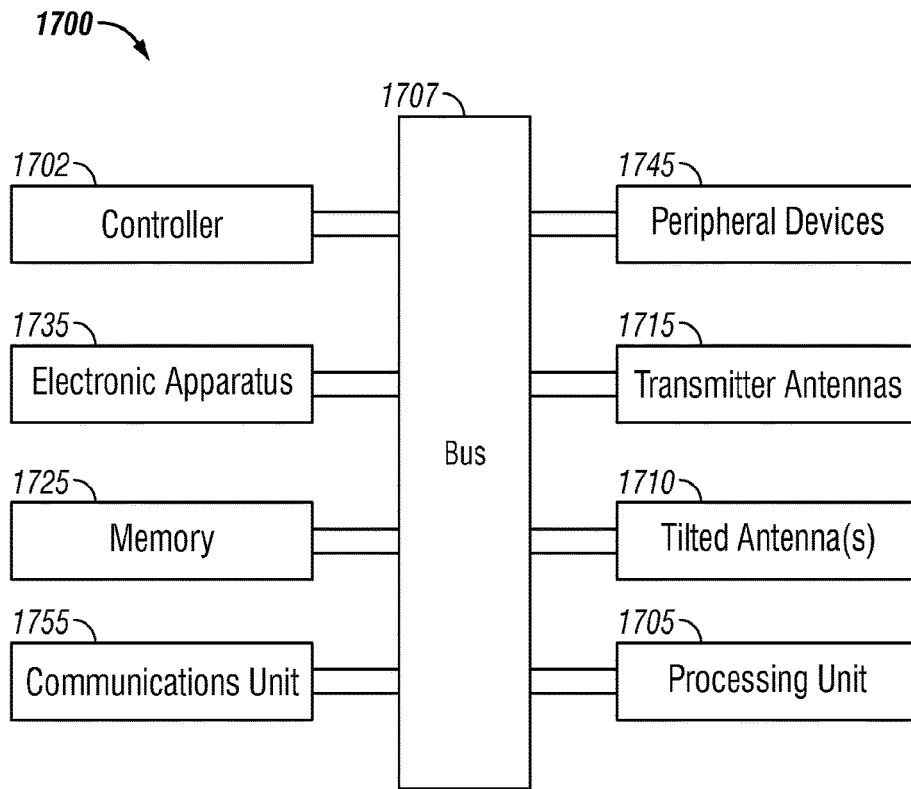 1700
1707
1702
Controller
1745
Peripheral Devices
1735
Electronic Apparatus
1715
Transmitter Antennas
Bus
1725
Memory
1710
Tilted Antenna(s)
1755
Communications Unit
1705
Processing Unit